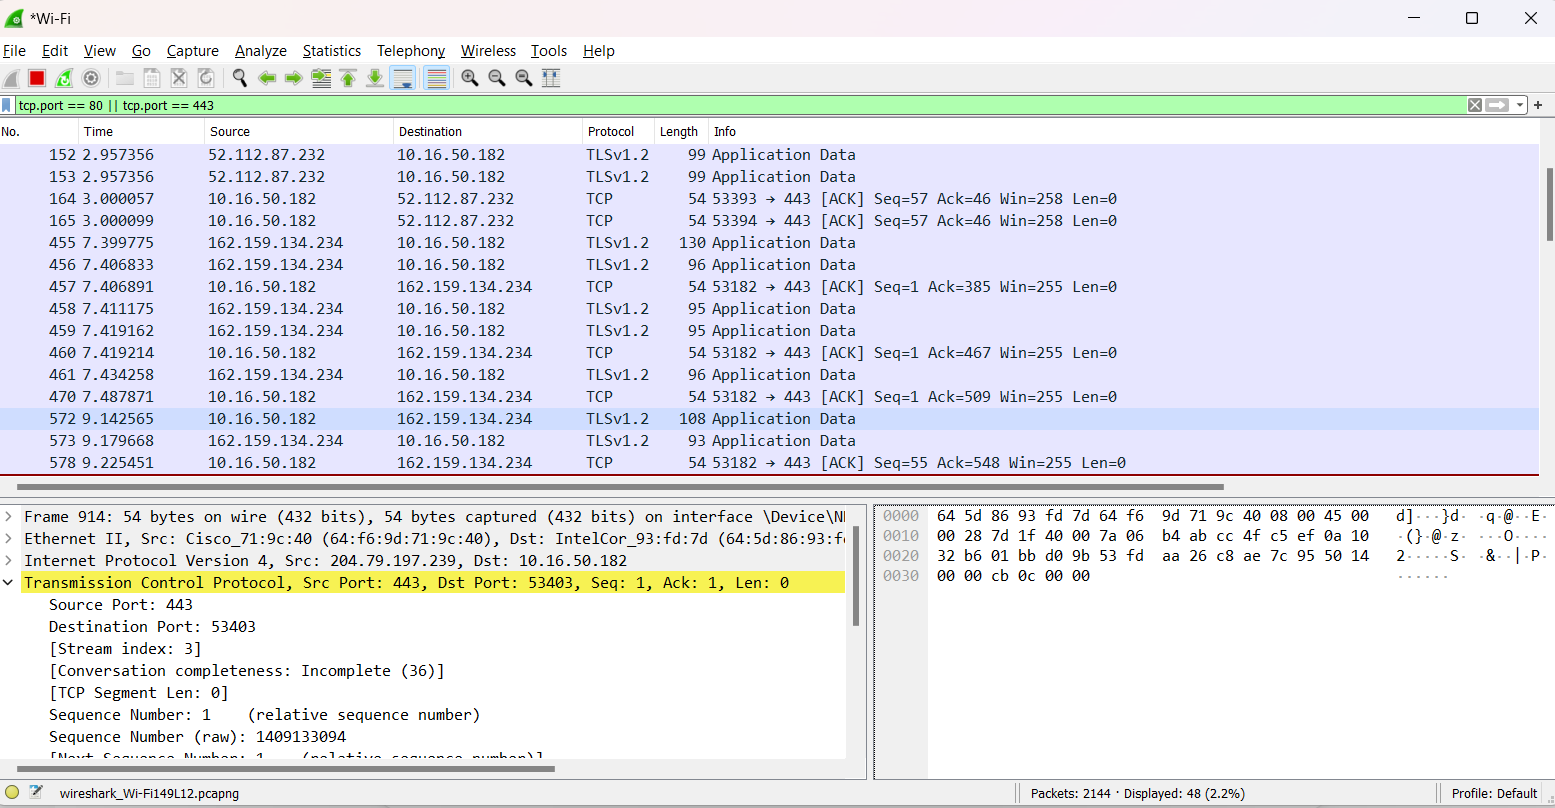 *Wi-Fi
File Edit View Go Capture Analyze Statistics Telephony Wireless Tools Help
tcp.port == 80 || tcp.port == 443
No. Time Source Destination Protocol Length Info
152 2.957356 52.112.87.232 10.16.50.182 TLSv1.2 99 Application Data
153 2.957356 52.112.87.232 10.16.50.182 TLSv1.2 99 Application Data
164 3.000057 10.16.50.182 52.112.87.232 TCP 54 53393 → 443 [ACK] Seq=57 Ack=46 Win=258 Len=0
165 3.000099 10.16.50.182 52.112.87.232 TCP 54 53394 → 443 [ACK] Seq=57 Ack=46 Win=258 Len=0
455 7.399775 162.159.134.234 10.16.50.182 TLSv1.2 130 Application Data
456 7.406833 162.159.134.234 10.16.50.182 TLSv1.2 96 Application Data
457 7.406891 10.16.50.182 162.159.134.234 TCP 54 53182 → 443 [ACK] Seq=1 Ack=385 Win=255 Len=0
458 7.411175 162.159.134.234 10.16.50.182 TLSv1.2 95 Application Data
459 7.419162 162.159.134.234 10.16.50.182 TLSv1.2 95 Application Data
460 7.419214 10.16.50.182 162.159.134.234 TCP 54 53182 → 443 [ACK] Seq=1 Ack=467 Win=255 Len=0
461 7.434258 162.159.134.234 10.16.50.182 TLSv1.2 96 Application Data
470 7.487871 10.16.50.182 162.159.134.234 TCP 54 53182 → 443 [ACK] Seq=1 Ack=509 Win=255 Len=0
572 9.142565 10.16.50.182 162.159.134.234 TLSv1.2 108 Application Data
573 9.179668 162.159.134.234 10.16.50.182 TLSv1.2 93 Application Data
578 9.225451 10.16.50.182 162.159.134.234 TCP 54 53182 → 443 [ACK] Seq=55 Ack=548 Win=255 Len=0
Frame 914: 54 bytes on wire (432 bits), 54 bytes captured (432 bits) on interface \Device\N
Ethernet II, Src: Cisco_71:9c:40 (64:f6:9d:71:9c:40), Dst: IntelCor_93:fd:7d (64:5d:86:93:f
Internet Protocol Version 4, Src: 204.79.197.239, Dst: 10.16.50.182
Transmission Control Protocol, Src Port: 443, Dst Port: 53403, Seq: 1, Ack: 1, Len: 0
Source Port: 443
Destination Port: 53403
[Stream index: 3]
[Conversation completeness: Incomplete (36)]
[TCP Segment Len: 0]
Sequence Number: 1 (relative sequence number)
Sequence Number (raw): 1409133094
[Next Sequence Number: 1 (relative sequence number)]
0000 64 5d 86 93 fd 7d 64 f6 9d 71 9c 40 08 00 45 00 d]···}d· ·q·@··E·
0010 00 28 7d 1f 40 00 7a 06 b4 ab cc 4f c5 ef 0a 10 ·(}·@·z· ···O····
0020 32 b6 01 bb d0 9b 53 fd aa 26 c8 ae 7c 95 50 14 2·····S· ·&··|·P·
0030 00 00 cb 0c 00 00 ······
wireshark_Wi-Fi149L12.pcapng
Packets: 2144 · Displayed: 48 (2.2%)
Profile: Default